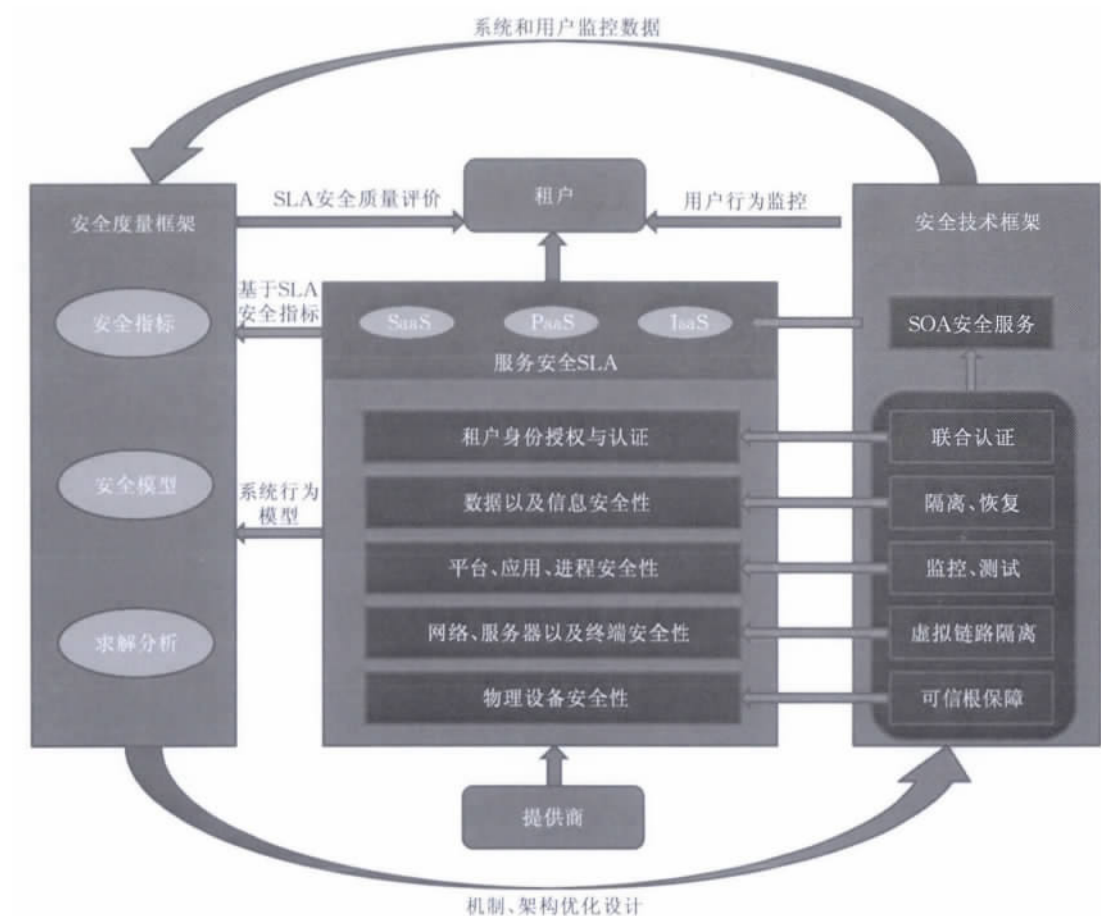 系统和用户监控数据
租户
SLA安全质量评价
用户行为监控
安全度量框架
安全技术框架
基于SLA
安全指标
安全指标
SaaS
PaaS
IaaS
SOA安全服务
服务安全SLA
租户身份授权与认证
联合认证
安全模型
系统行为
模型
数据以及信息安全性
隔离、恢复
平台、应用、进程安全性
监控、测试
求解分析
网络、服务器以及终端安全性
虚拟链路隔离
物理设备安全性
可信根保障
提供商
机制、架构优化设计